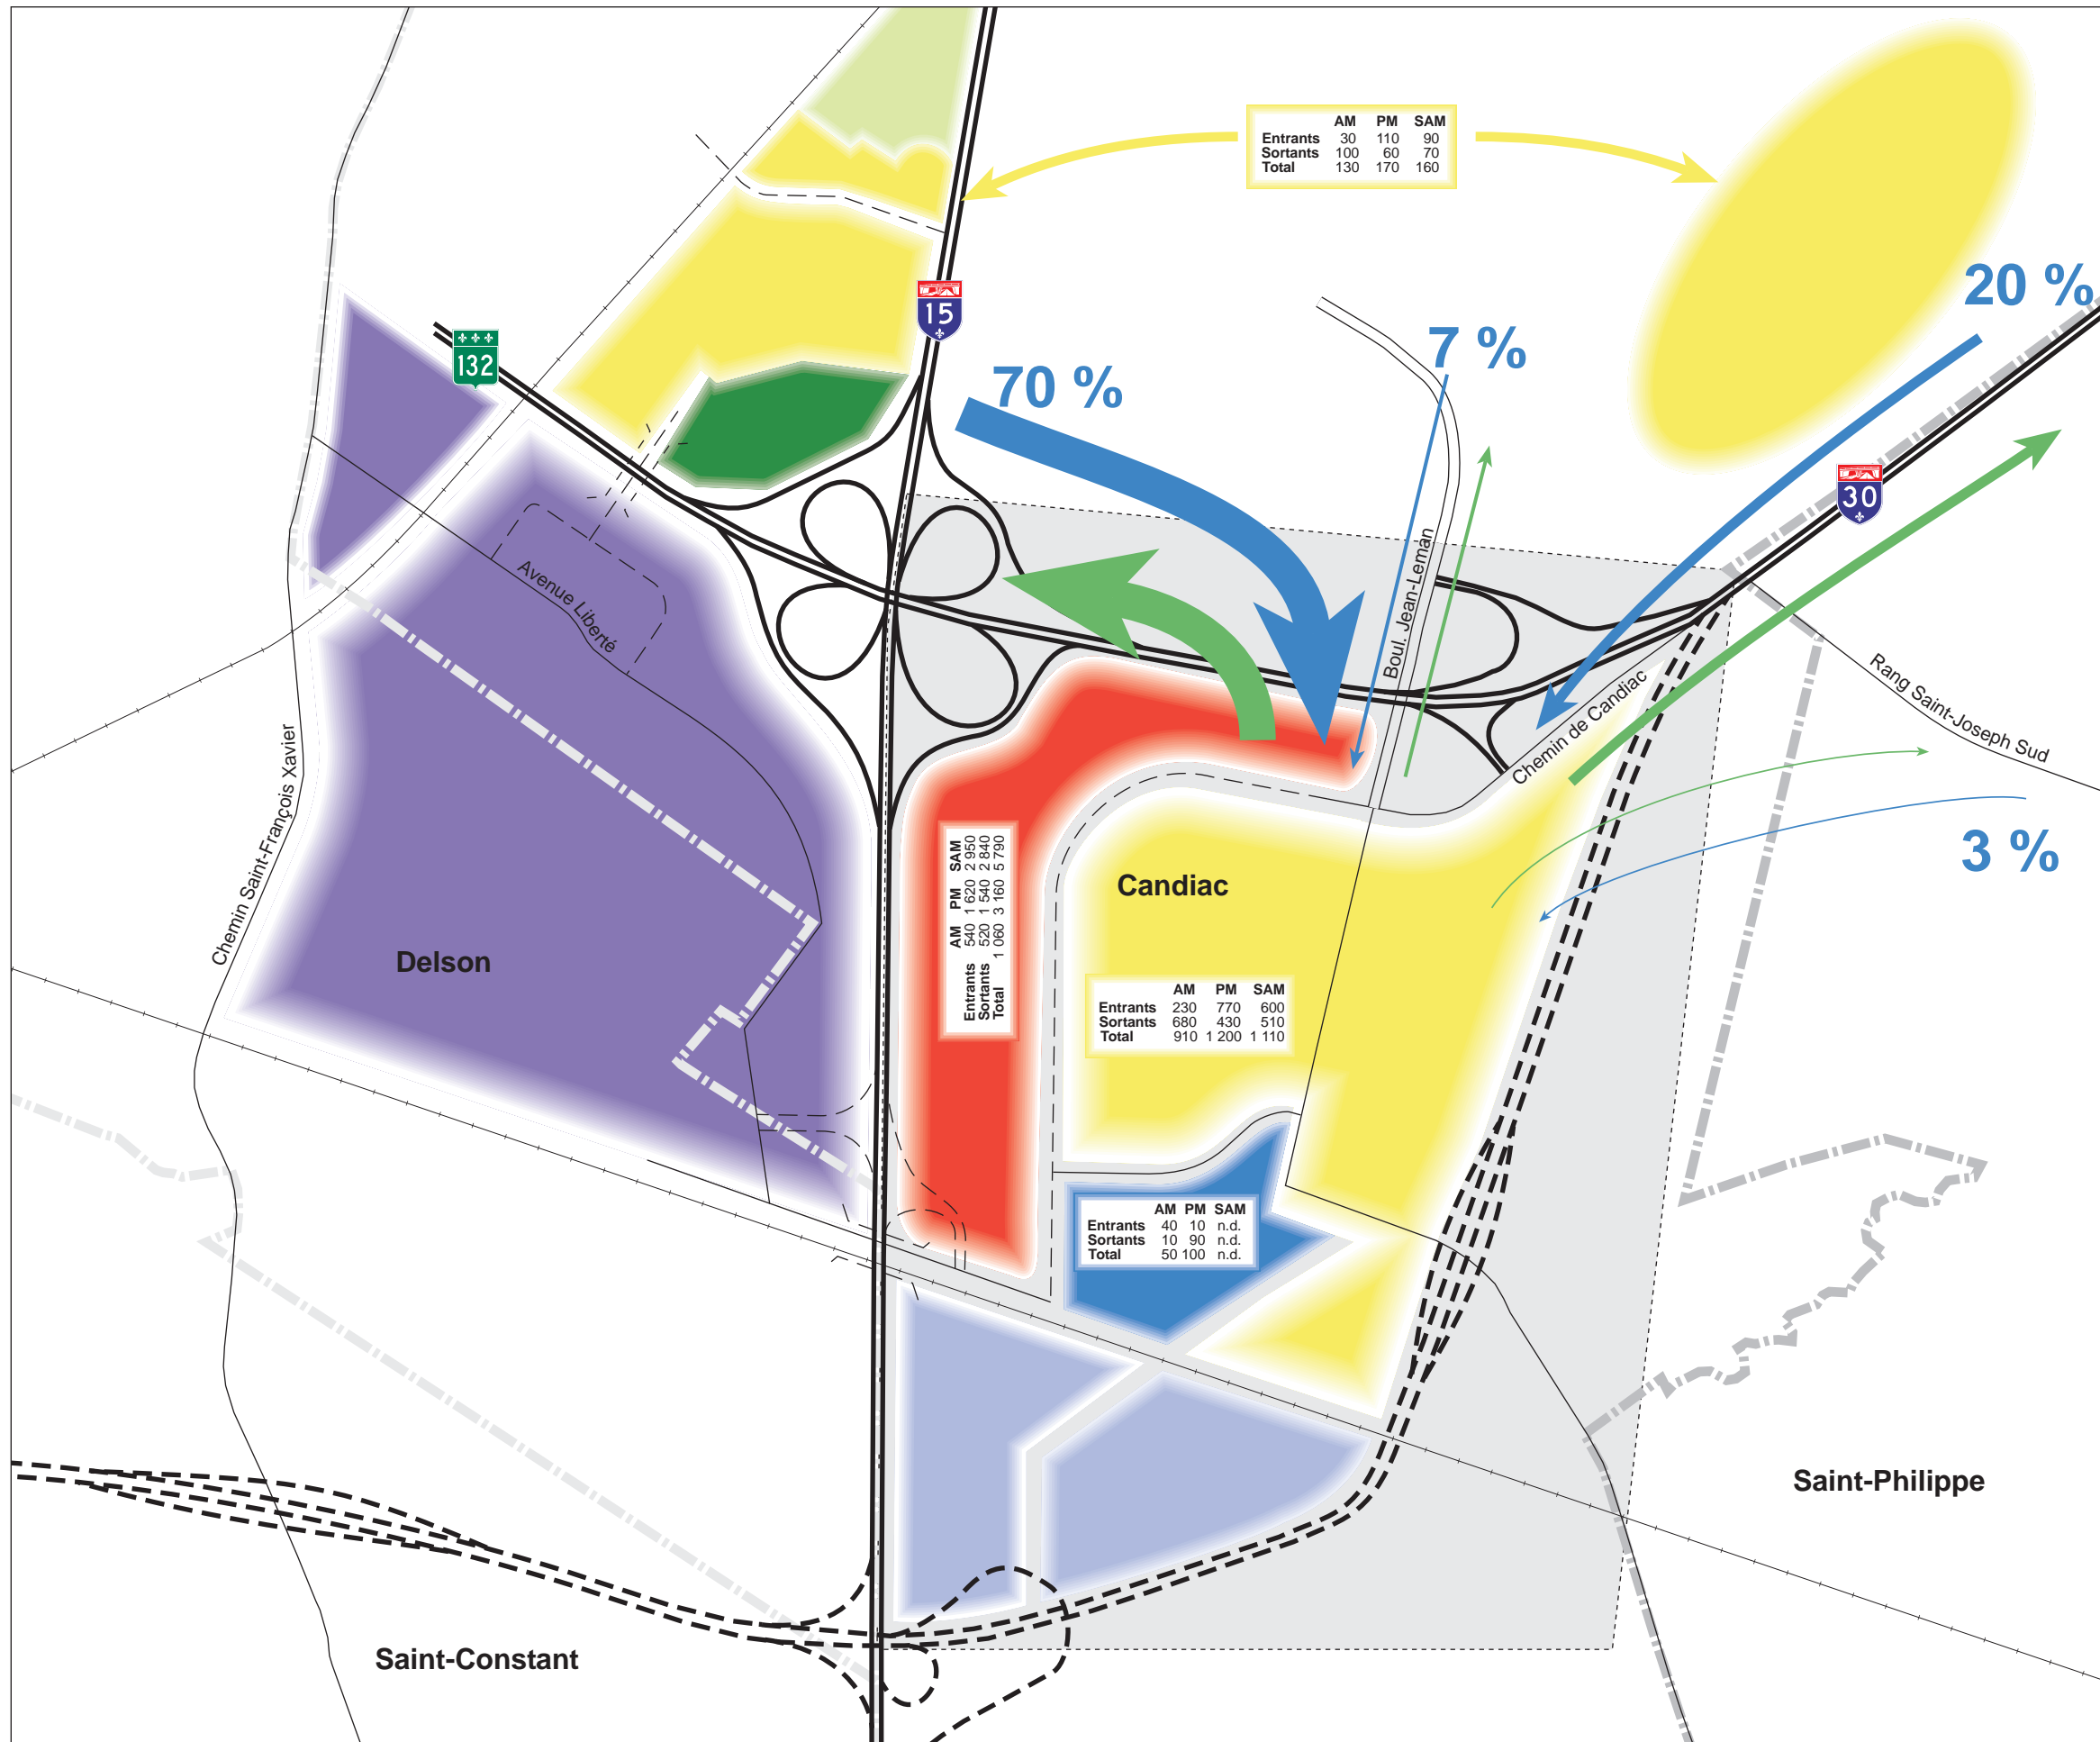 AM PM SAM
Entrants 30 110 90
Sortants 100 60 70
Total 130 170 160
20 %
15
7 %
132
70 %
30
Boul. Jean-Leman
Avenue Liberté
Rang Saint-Joseph Sud
Chemin de Candiac
Chemin Saint-François Xavier
3 %
AM PM SAM
Entrants 540 1 620 2 950
Sortants 520 1 540 2 840
Total 1 060 3 160 5 790
Candiac
Delson
AM PM SAM
Entrants 230 770 600
Sortants 680 430 510
Total 910 1 200 1 110
AM PM SAM
Entrants 40 10 n.d.
Sortants 10 90 n.d.
Total 50 100 n.d.
Saint-Philippe
Saint-Constant